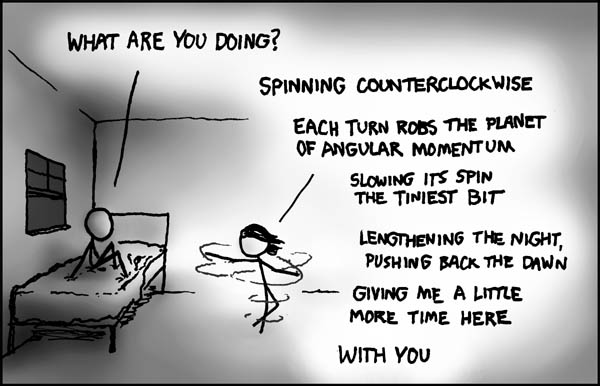 WHAT ARE YOU DOING?
SPINNING COUNTERCLOCKWISE
EACH TURN ROBS THE PLANET
OF ANGULAR MOMENTUM
SLOWING ITS SPIN
THE TINIEST BIT
LENGTHENING THE NIGHT,
PUSHING BACK THE DAWN
GIVING ME A LITTLE
MORE TIME HERE
WITH YOU